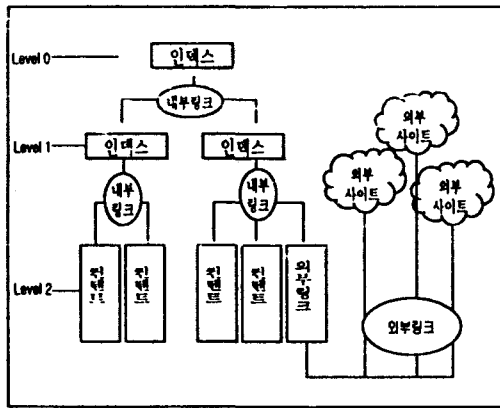 Level 0
인덱스
내부링크
Level 1
인덱스
인덱스
내부
링크
내부
링크
외부
사이트
외부
사이트
외부
사이트
Level 2
컨텐트
컨텐트
컨텐트
컨텐트
외부링크
외부링크